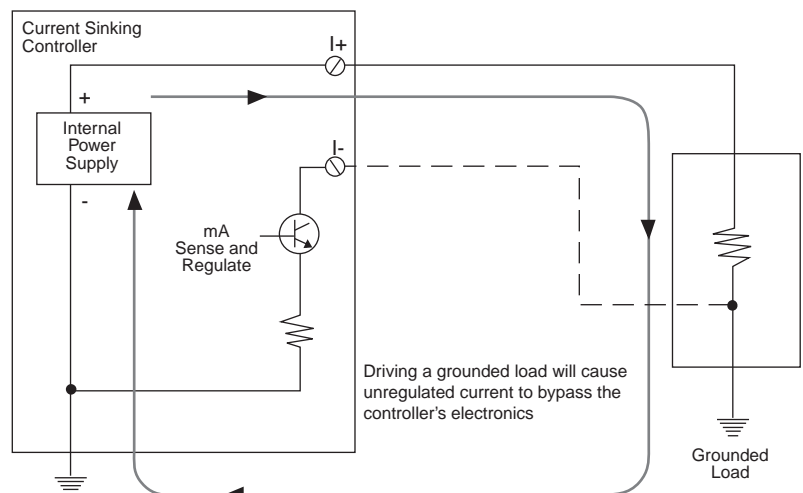 Current Sinking
Controller
I+
+
Internal
Power
Supply
-
I-
mA
Sense and
Regulate
Driving a grounded load will cause
unregulated current to bypass the
controller's electronics
Grounded
Load